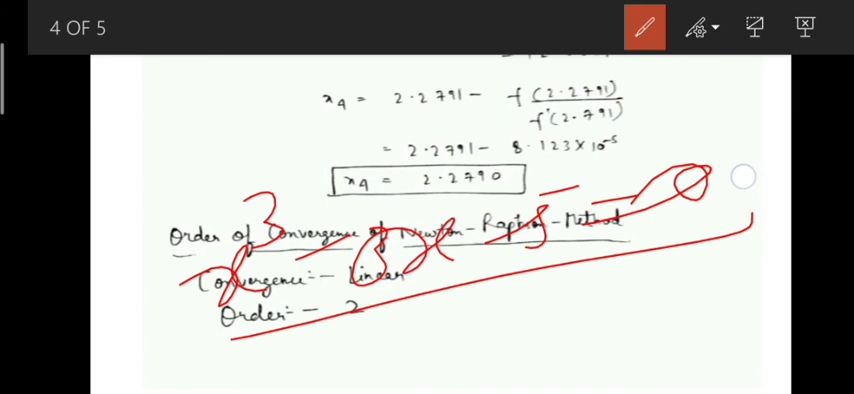 4 OF 5
x4 = 2.2791 - f(2.2791)
f'(2.791)
= 2.2791 - 8.123 × 10⁻⁵
x4 = 2.2790
Order of Convergence of Newton-Raphson-Method
Convergence:- Linear
Order:- 2